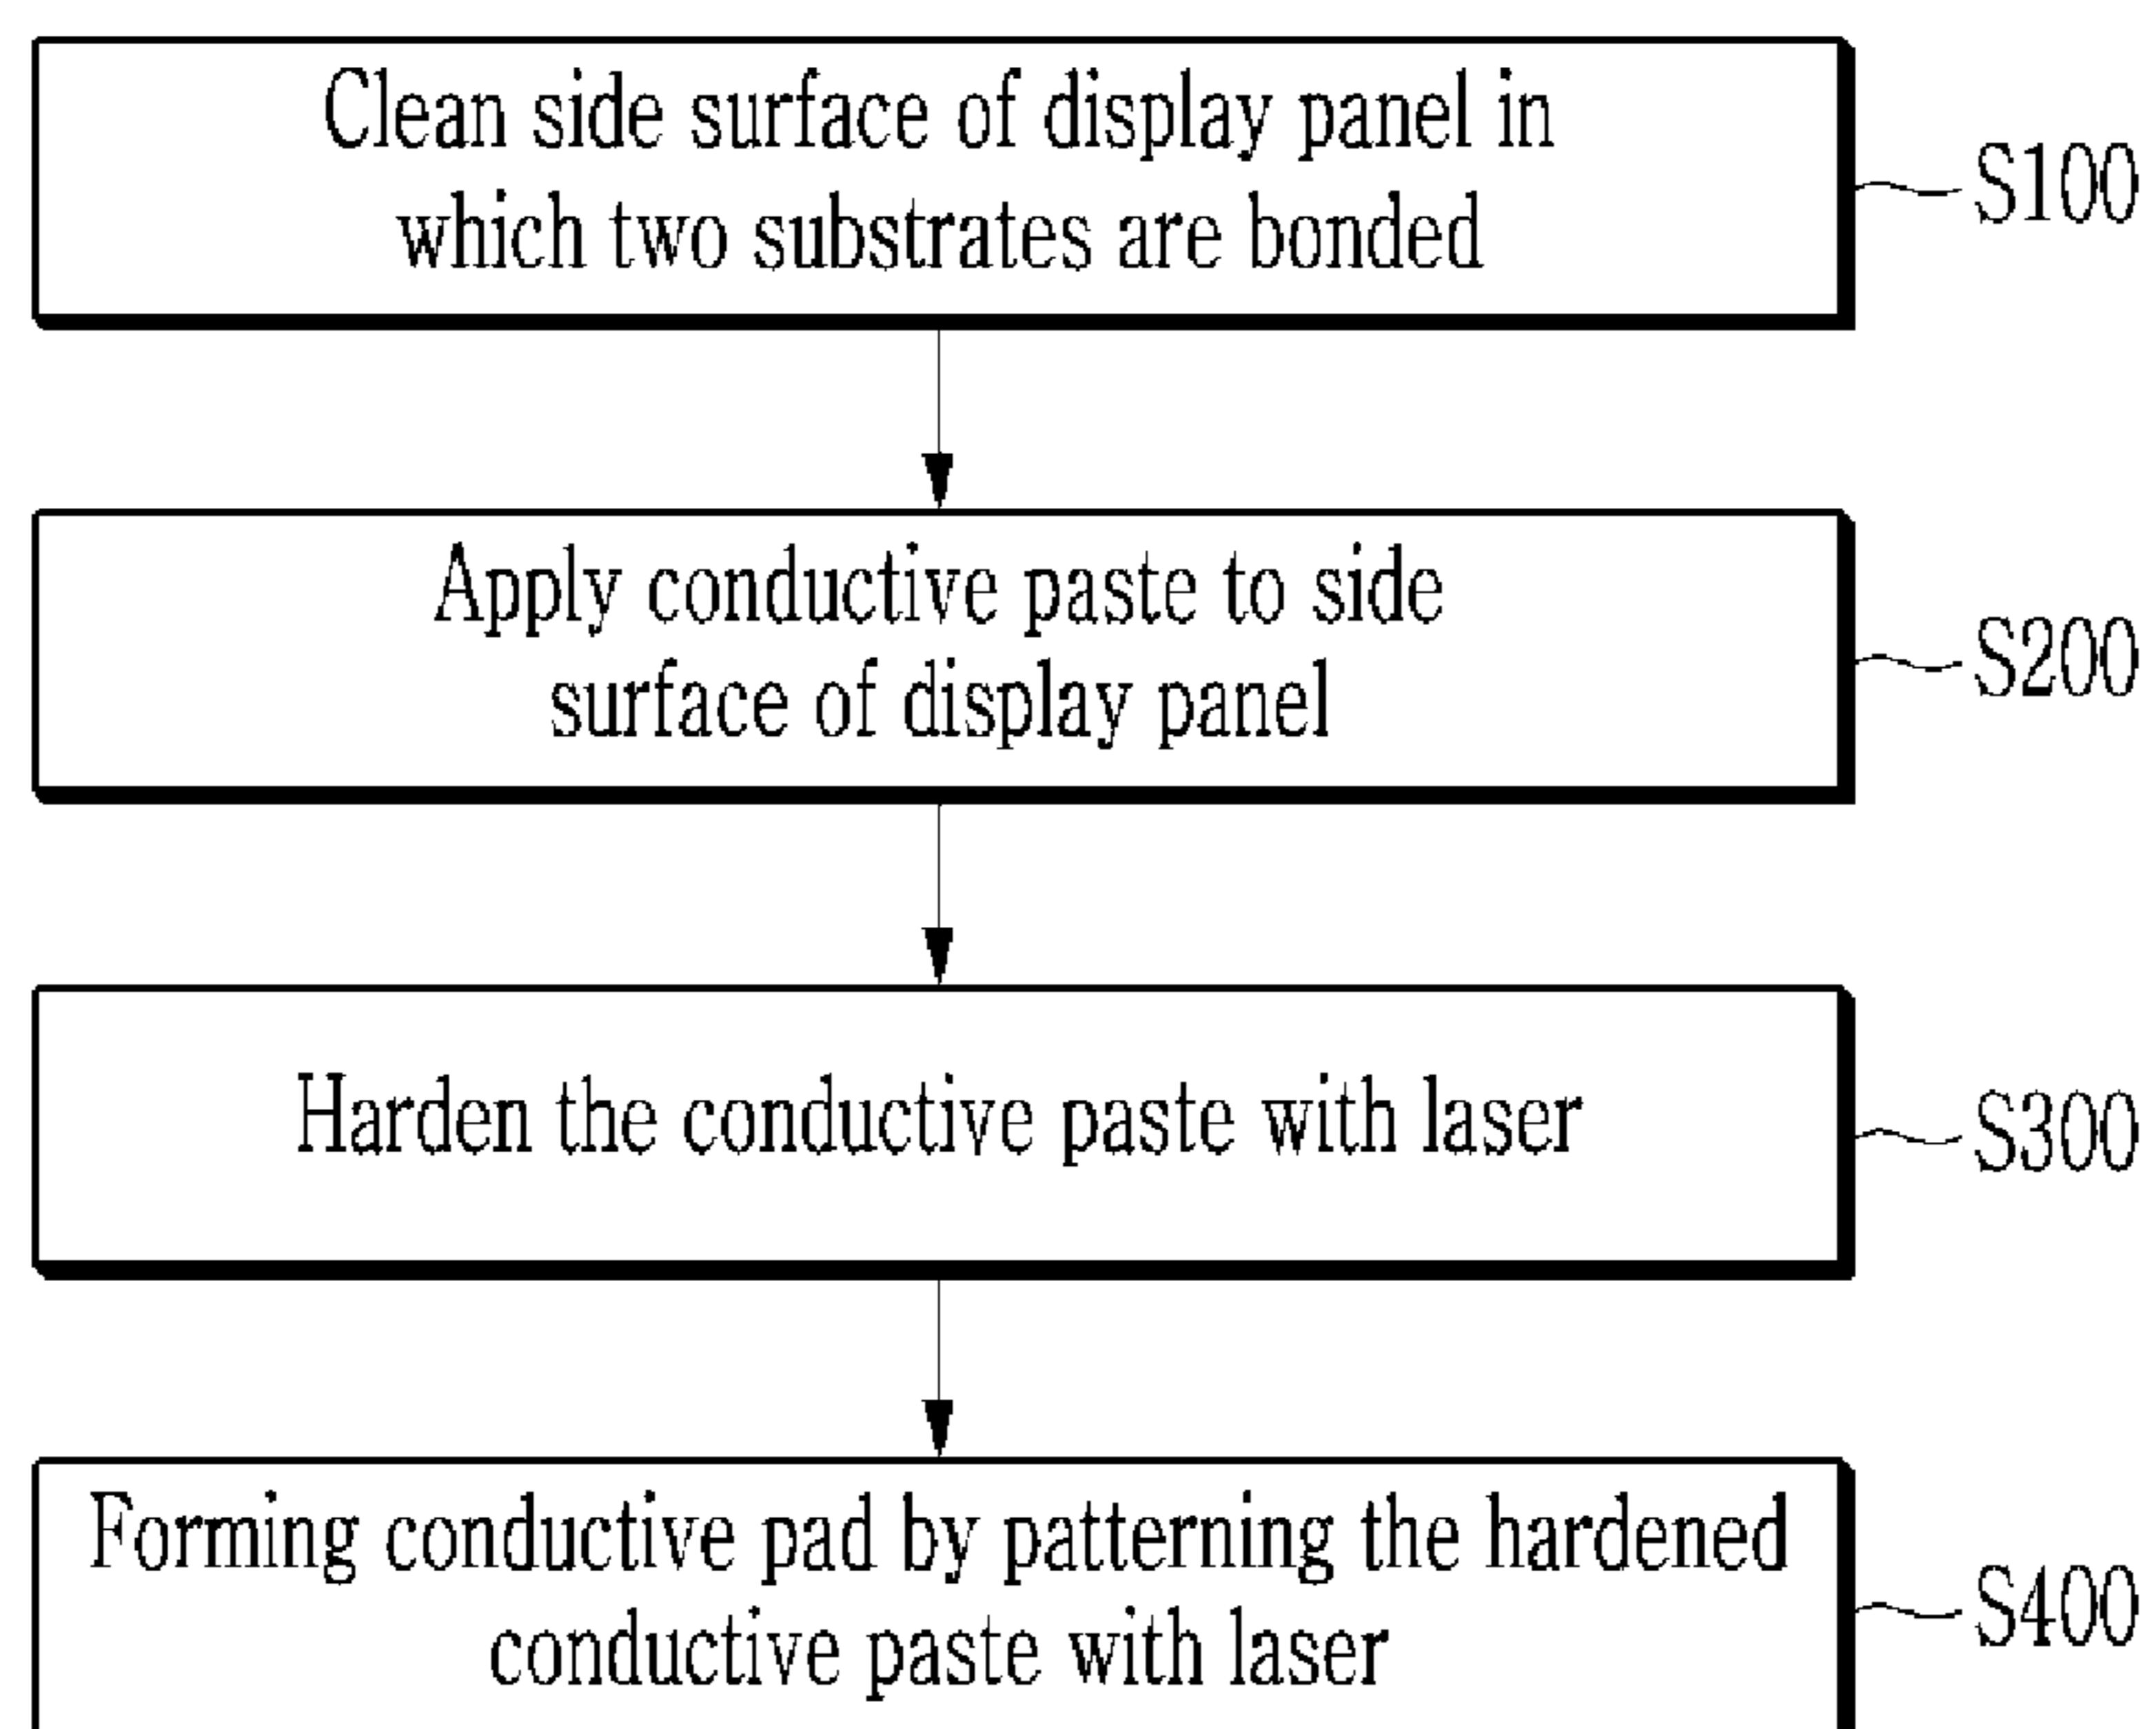 Clean side surface of display panel in
which two substrates are bonded
S100
Apply conductive paste to side
surface of display panel
S200
Harden the conductive paste with laser
S300
Forming conductive pad by patterning the hardened
conductive paste with laser
S400